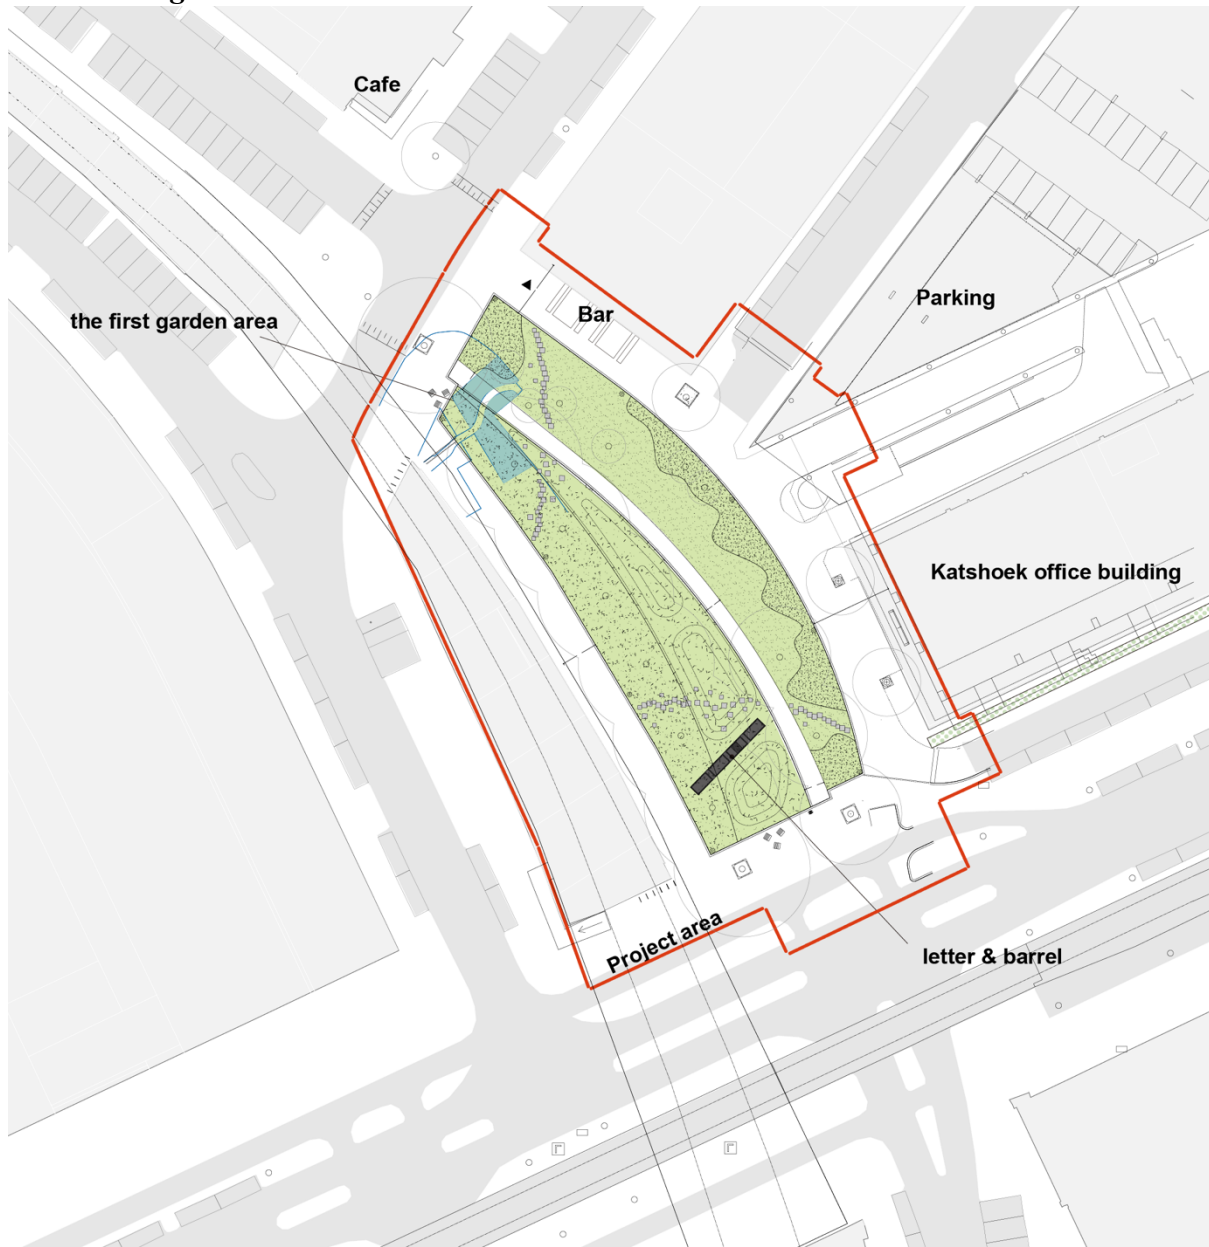 Cafe
Parking
the first garden area
Bar
Katshoek office building
Project area
letter & barrel